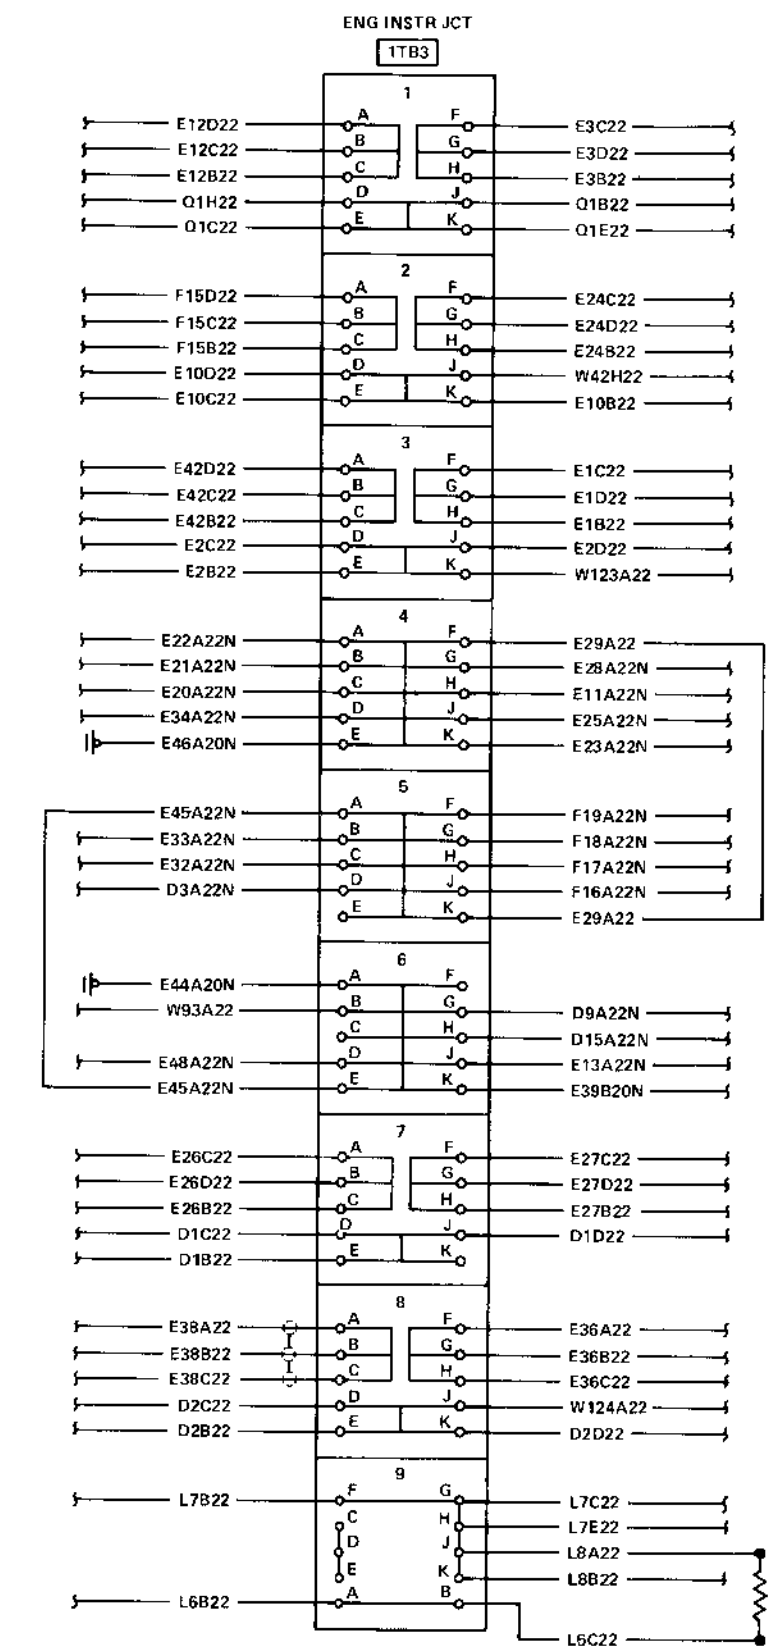 ENG INSTR JCT
1TB3
1
E12D22 A F E3C22
E12C22 B G E3D22
E12B22 C H E3B22
Q1H22 D J Q1B22
Q1C22 E K Q1E22
2
F15D22 A F E24C22
F15C22 B G E24D22
F15B22 C H E24B22
E10D22 D J W42H22
E10C22 E K E10B22
3
E42D22 A F E1C22
E42C22 B G E1D22
E42B22 C H E1B22
E2C22 D J E2D22
E2B22 E K W123A22
4
E22A22N A F E29A22
E21A22N B G E28A22N
E20A22N C H E11A22N
E34A22N D J E25A22N
E46A20N E K E23A22N
5
E45A22N A F F19A22N
E33A22N B G F18A22N
E32A22N C H F17A22N
D3A22N D J F16A22N
E K E29A22
6
E44A20N A F
W93A22 B G D9A22N
C H D15A22N
E48A22N D J E13A22N
E45A22N E K E39B20N
7
E26C22 A F E27C22
E26D22 B G E27D22
E26B22 C H E27B22
D1C22 D J D1D22
D1B22 E K
8
E38A22 A F E36A22
E38B22 B G E36B22
E38C22 C H E36C22
D2C22 D J W124A22
D2B22 E K D2D22
9
L7B22 F G L7C22
C H L7E22
D J L8A22
E K L8B22
L6B22 A B
L6C22